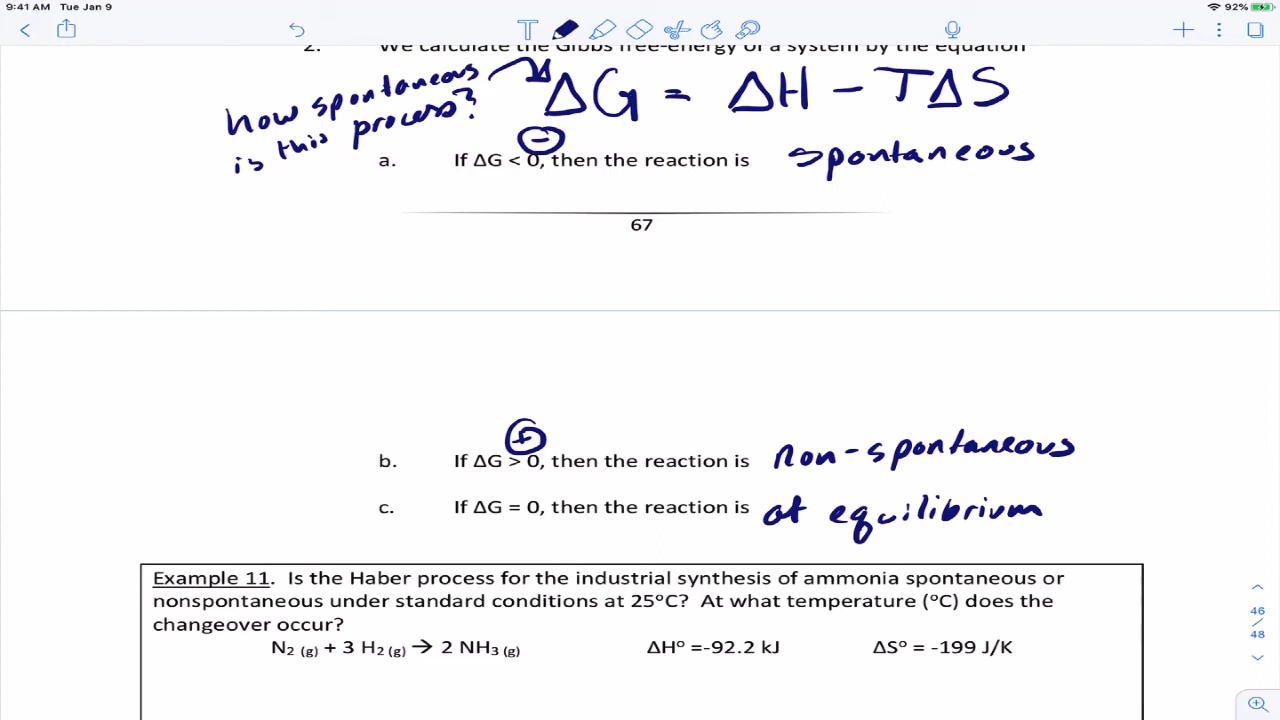 9:41 AM Tue Jan 9
92%
2. We calculate the Gibbs free-energy of a system by the equation
how spontaneous
is this process?
ΔG = ΔH - TΔS
-
a. If ΔG < 0, then the reaction is spontaneous
67
+
b. If ΔG > 0, then the reaction is non-spontaneous
c. If ΔG = 0, then the reaction is at equilibrium
Example 11. Is the Haber process for the industrial synthesis of ammonia spontaneous or
nonspontaneous under standard conditions at 25°C? At what temperature (°C) does the
changeover occur?
N₂ (g) + 3 H₂ (g) → 2 NH₃ (g) ΔH° =-92.2 kJ ΔS° = -199 J/K
46
/
48